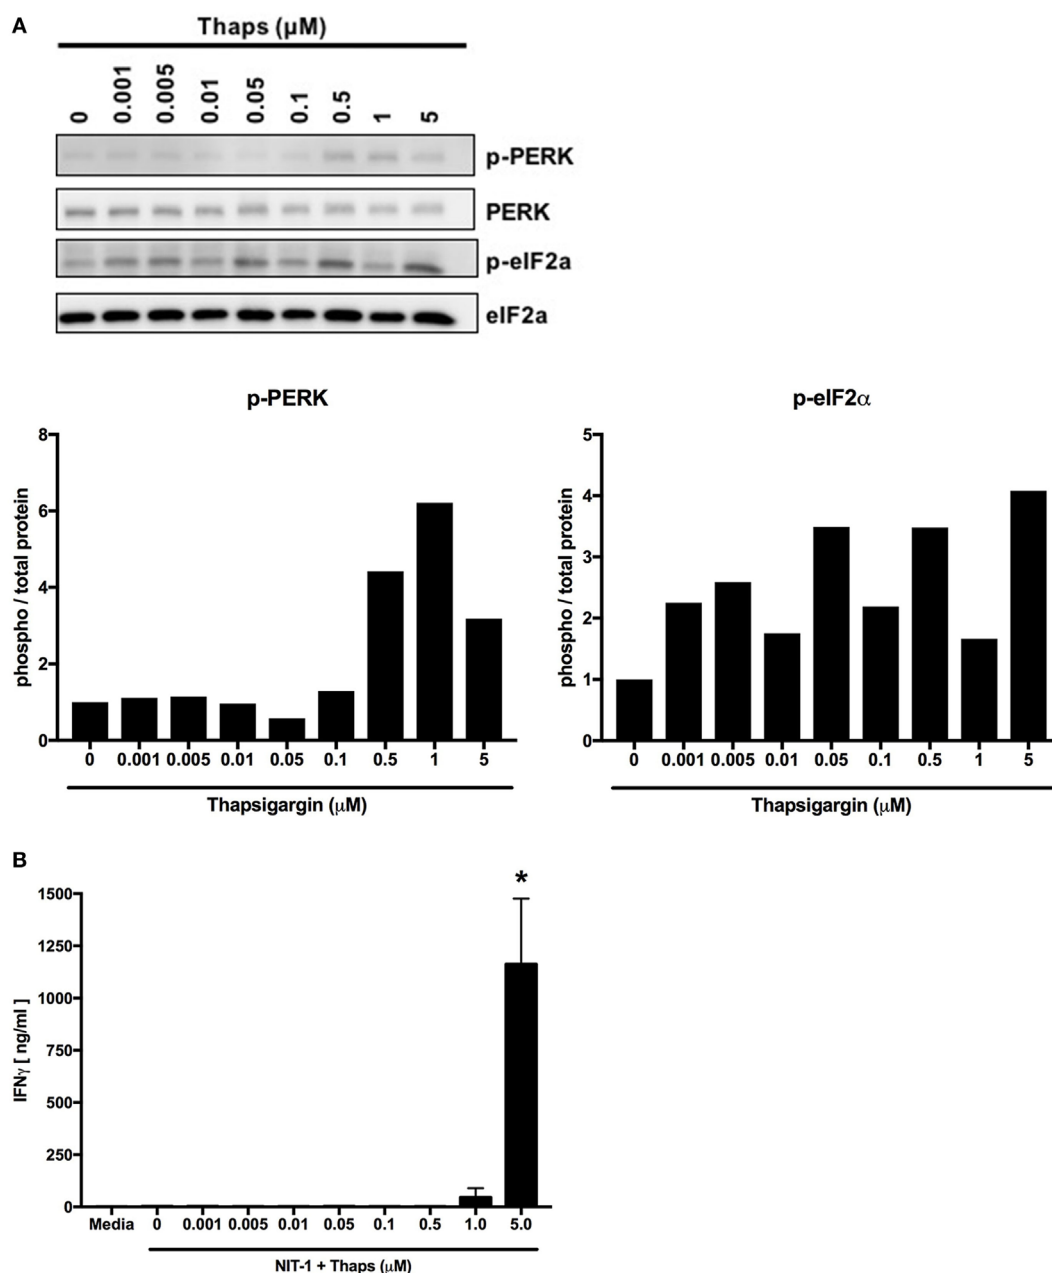 A
Thaps (µM)
0 0.001 0.005 0.01 0.05 0.1 0.5 1 5
p-PERK
PERK
p-eIF2a
eIF2a
p-PERK
phospho / total protein
8
6
4
2
0
0 0.001 0.005 0.01 0.05 0.1 0.5 1 5
Thapsigargin (µM)
p-eIF2α
phospho / total protein
5
4
3
2
1
0
0 0.001 0.005 0.01 0.05 0.1 0.5 1 5
Thapsigargin (µM)
B
IFNγ [ ng/ml ]
1500
1250
1000
750
500
250
0
*
Media 0 0.001 0.005 0.01 0.05 0.1 0.5 1.0 5.0
NIT-1 + Thaps (µM)